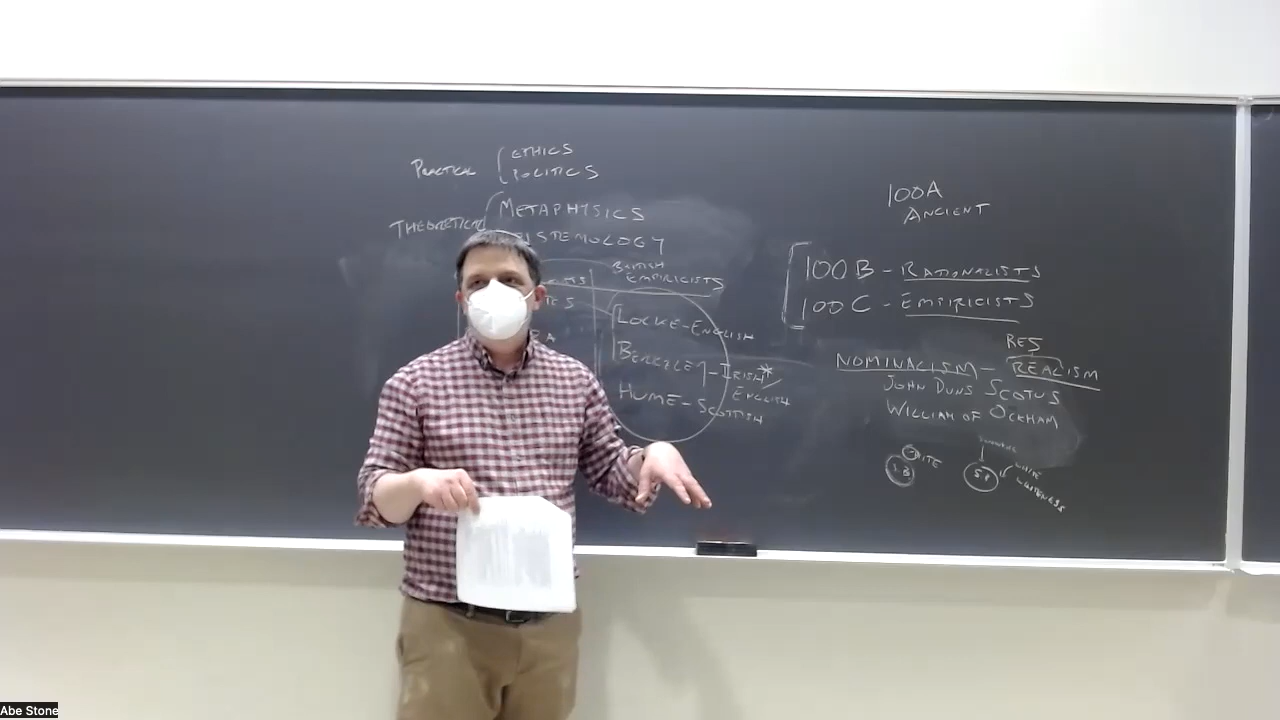 PRACTICAL ETHICS
POLITICS
THEORETICAL METAPHYSICS
ISTEMOLOGY
BRITISH
EMPIRICISTS
LOCKE-ENGLISH
BERKELEY-IRISH*
ENGLISH
HUME-SCOTTISH
100A
ANCIENT
100B-RATIONALISTS
100C-EMPIRICISTS
RES
NOMINALISM-REALISM
JOHN DUNS SCOTUS
WILLIAM OF OCKHAM
WHITE
WHITENESS
Abe Stone